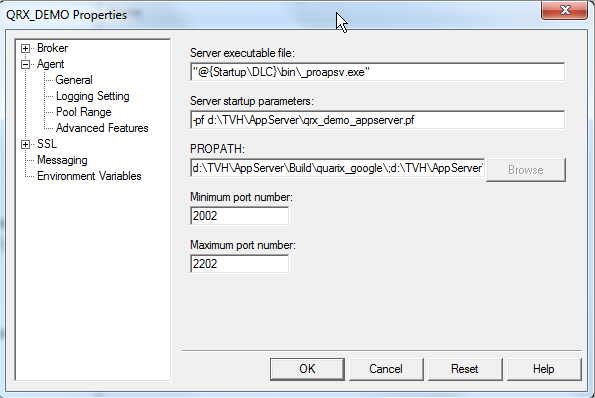 QRX_DEMO Properties
Broker
Agent
General
Logging Setting
Pool Range
Advanced Features
SSL
Messaging
Environment Variables
Server executable file:
"@{Startup\DLC}\bin\_proapsv.exe"
Server startup parameters:
-pf d:\TVH\AppServer\qrx_demo_appserver.pf
PROPATH:
d:\TVH\AppServer\Build\quarix_google\;d:\TVH\AppServer\
Browse
Minimum port number:
2002
Maximum port number:
2202
OK Cancel Reset Help